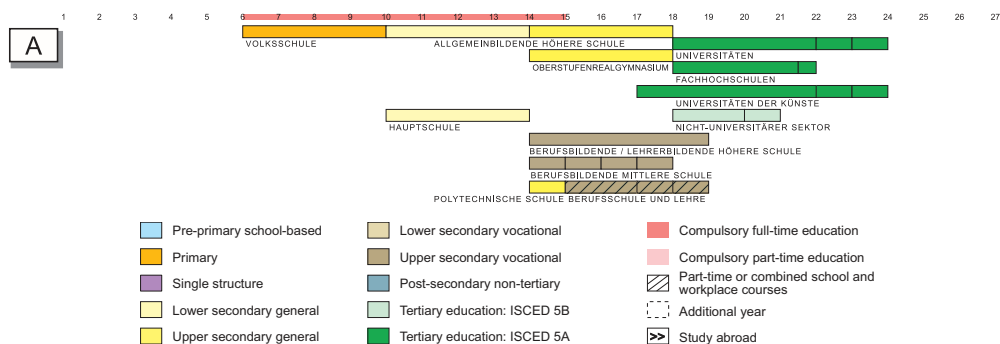 1 2 3 4 5 6 7 8 9 10 11 12 13 14 15 16 17 18 19 20 21 22 23 24 25 26 27
A
VOLKSSCHULE ALLGEMEINBILDENDE HÖHERE SCHULE UNIVERSITÄTEN
OBERSTUFENREALGYMNASIUM
FACHHOCHSCHULEN
UNIVERSITÄTEN DER KÜNSTE
HAUPTSCHULE NICHT-UNIVERSITÄRER SEKTOR
BERUFSBILDENDE / LEHRERBILDENDE HÖHERE SCHULE
BERUFSBILDENDE MITTLERE SCHULE
POLYTECHNISCHE SCHULE BERUFSSCHULE UND LEHRE
Pre-primary school-based
Primary
Single structure
Lower secondary general
Upper secondary general
Lower secondary vocational
Upper secondary vocational
Post-secondary non-tertiary
Tertiary education: ISCED 5B
Tertiary education: ISCED 5A
Compulsory full-time education
Compulsory part-time education
Part-time or combined school and
workplace courses
Additional year
>> Study abroad